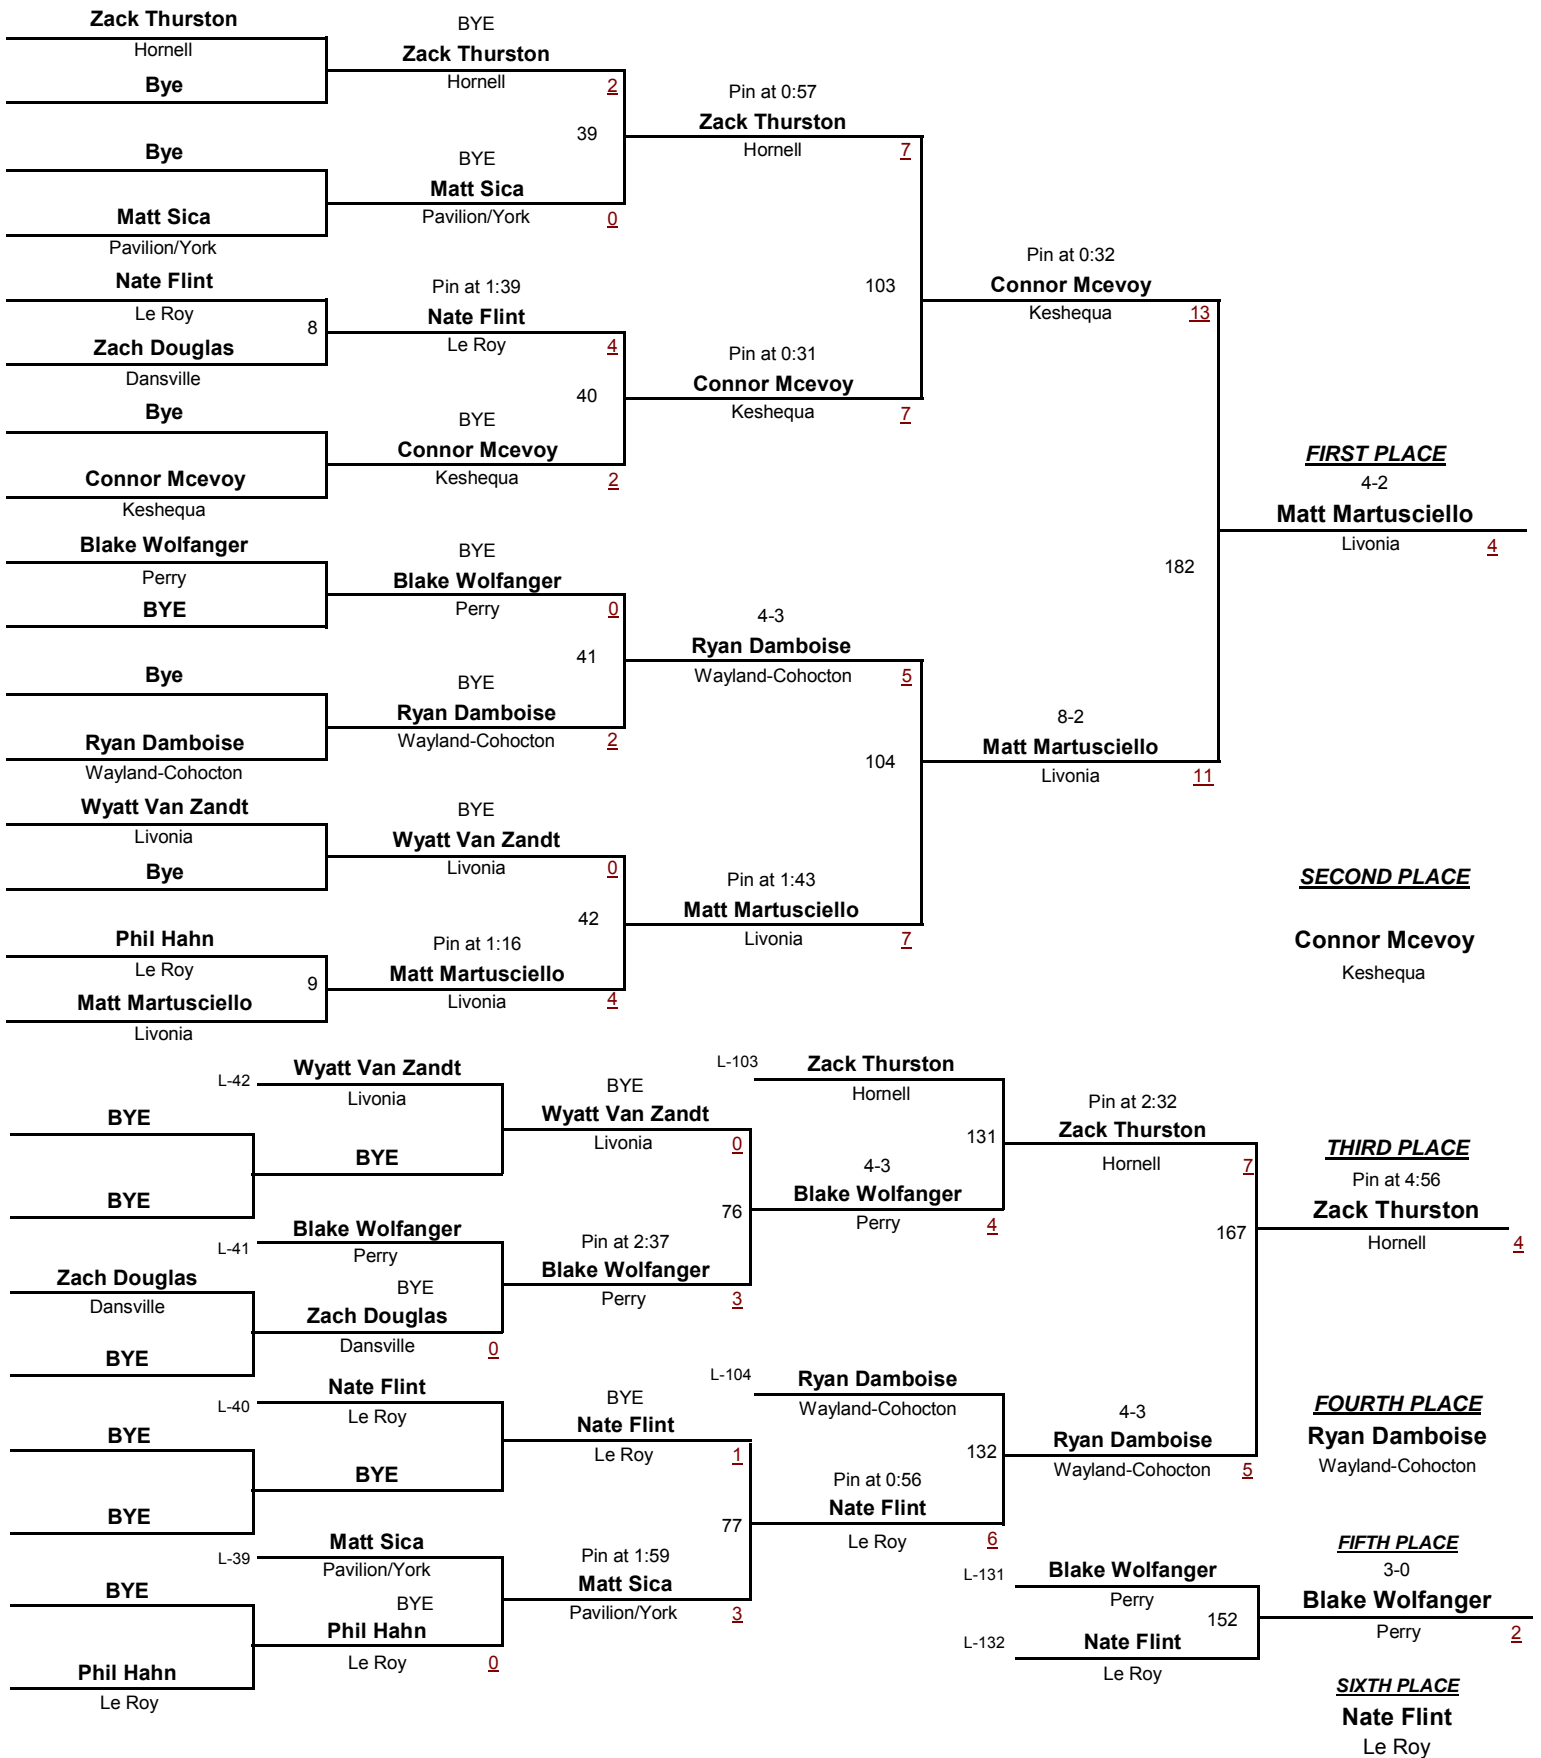 Zack Thurston
Hornell
Bye
Bye
Matt Sica
Pavilion/York
Nate Flint
Le Roy
8
Zach Douglas
Dansville
Bye
Connor Mcevoy
Keshequa
Blake Wolfanger
Perry
BYE
Bye
Ryan Damboise
Wayland-Cohocton
Wyatt Van Zandt
Livonia
Bye
Phil Hahn
Le Roy
9
Matt Martusciello
Livonia
BYE
Zack Thurston
Hornell
2
39
BYE
Matt Sica
Pavilion/York
0
Pin at 1:39
Nate Flint
Le Roy
4
40
BYE
Connor Mcevoy
Keshequa
2
BYE
Blake Wolfanger
Perry
0
41
BYE
Ryan Damboise
Wayland-Cohocton
2
BYE
Wyatt Van Zandt
Livonia
0
42
Pin at 1:16
Matt Martusciello
Livonia
4
Pin at 0:57
Zack Thurston
Hornell
7
103
Pin at 0:31
Connor Mcevoy
Keshequa
7
4-3
Ryan Damboise
Wayland-Cohocton
5
104
Pin at 1:43
Matt Martusciello
Livonia
7
Pin at 0:32
Connor Mcevoy
Keshequa
13
182
8-2
Matt Martusciello
Livonia
11
FIRST PLACE
4-2
Matt Martusciello
Livonia
4
SECOND PLACE
Connor Mcevoy
Keshequa
BYE
BYE
Zach Douglas
Dansville
BYE
BYE
BYE
BYE
Phil Hahn
Le Roy
L-42
Wyatt Van Zandt
Livonia
BYE
L-41
Blake Wolfanger
Perry
BYE
Zach Douglas
Dansville
0
L-40
Nate Flint
Le Roy
BYE
L-39
Matt Sica
Pavilion/York
BYE
Phil Hahn
Le Roy
0
BYE
Wyatt Van Zandt
Livonia
0
76
Pin at 2:37
Blake Wolfanger
Perry
3
BYE
Nate Flint
Le Roy
1
77
Pin at 1:59
Matt Sica
Pavilion/York
3
L-103
Zack Thurston
Hornell
131
4-3
Blake Wolfanger
Perry
4
L-104
Ryan Damboise
Wayland-Cohocton
132
Pin at 0:56
Nate Flint
Le Roy
6
Pin at 2:32
Zack Thurston
Hornell
7
167
4-3
Ryan Damboise
Wayland-Cohocton
5
THIRD PLACE
Pin at 4:56
Zack Thurston
Hornell
4
FOURTH PLACE
Ryan Damboise
Wayland-Cohocton
L-131
Blake Wolfanger
Perry
152
L-132
Nate Flint
Le Roy
FIFTH PLACE
3-0
Blake Wolfanger
Perry
2
SIXTH PLACE
Nate Flint
Le Roy